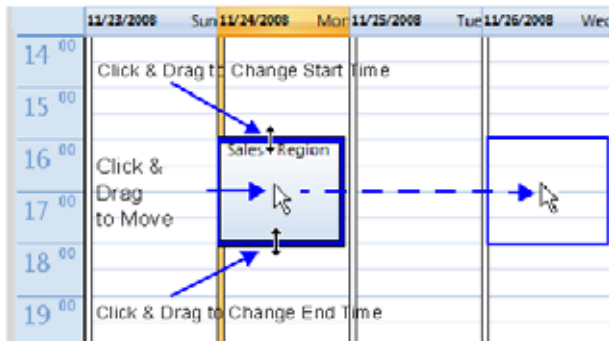 11/23/2008 Sun 11/24/2008 Mon 11/25/2008 Tue 11/26/2008 Wed
14 00
Click & Drag to Change Start Time
15 00
Sales Region
16 00
Click &
Drag
to Move
17 00
18 00
19 00
Click & Drag to Change End Time